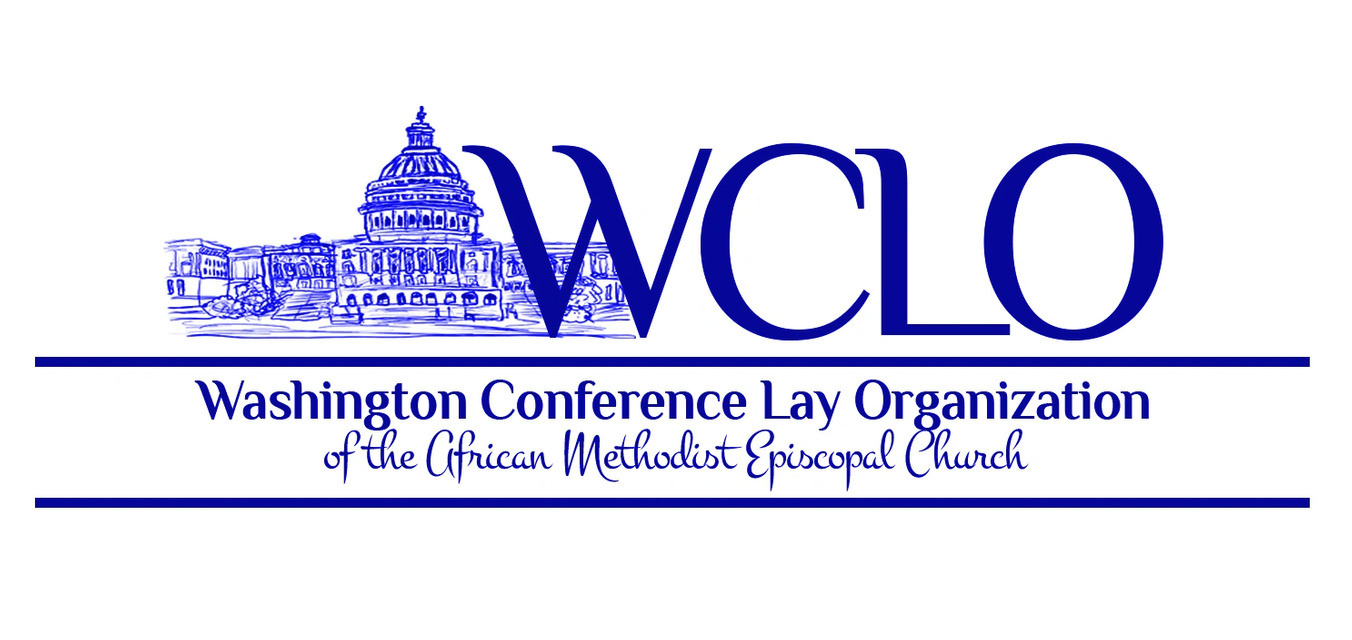 WCLO
Washington Conference Lay Organization
of the African Methodist Episcopal Church